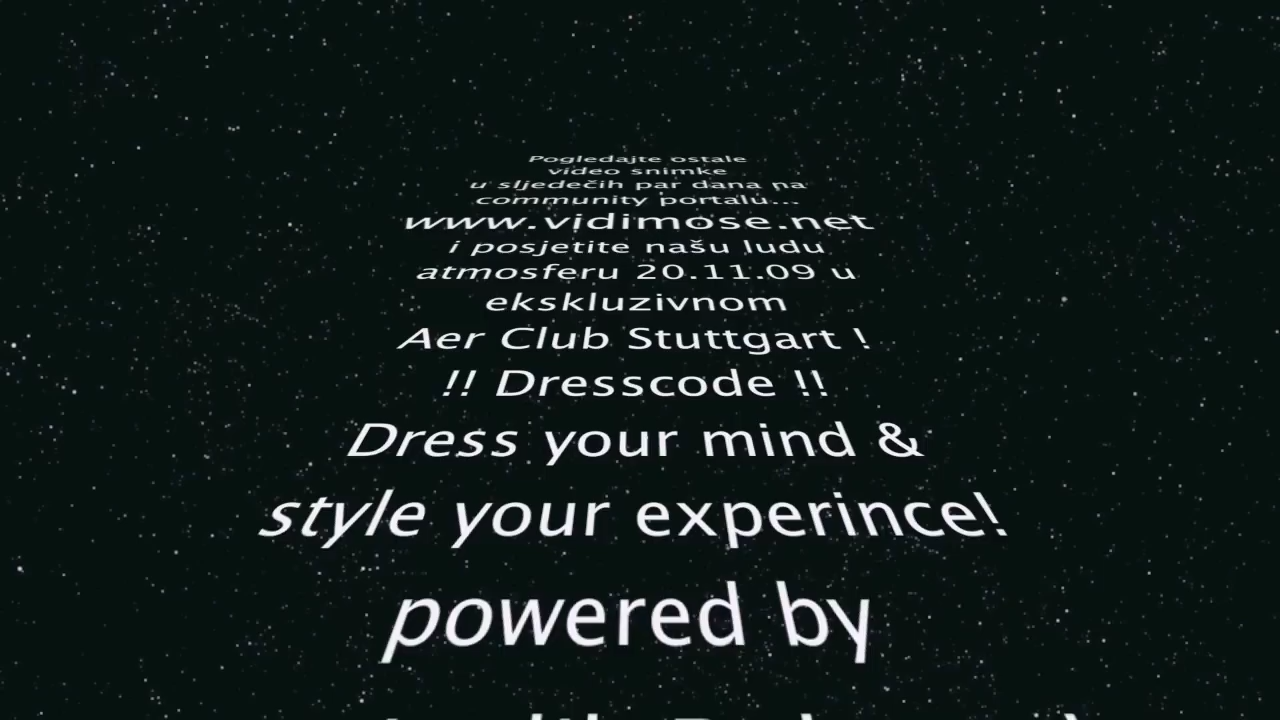 Pogledajte ostale
video snimke
u sljedečih par dana na
community portalu...
www.vidimose.net
i posjetite našu ludu
atmosferu 20.11.09 u
ekskluzivnom
Aer Club Stuttgart !
!! Dresscode !!
Dress your mind &
style your experince!
powered by